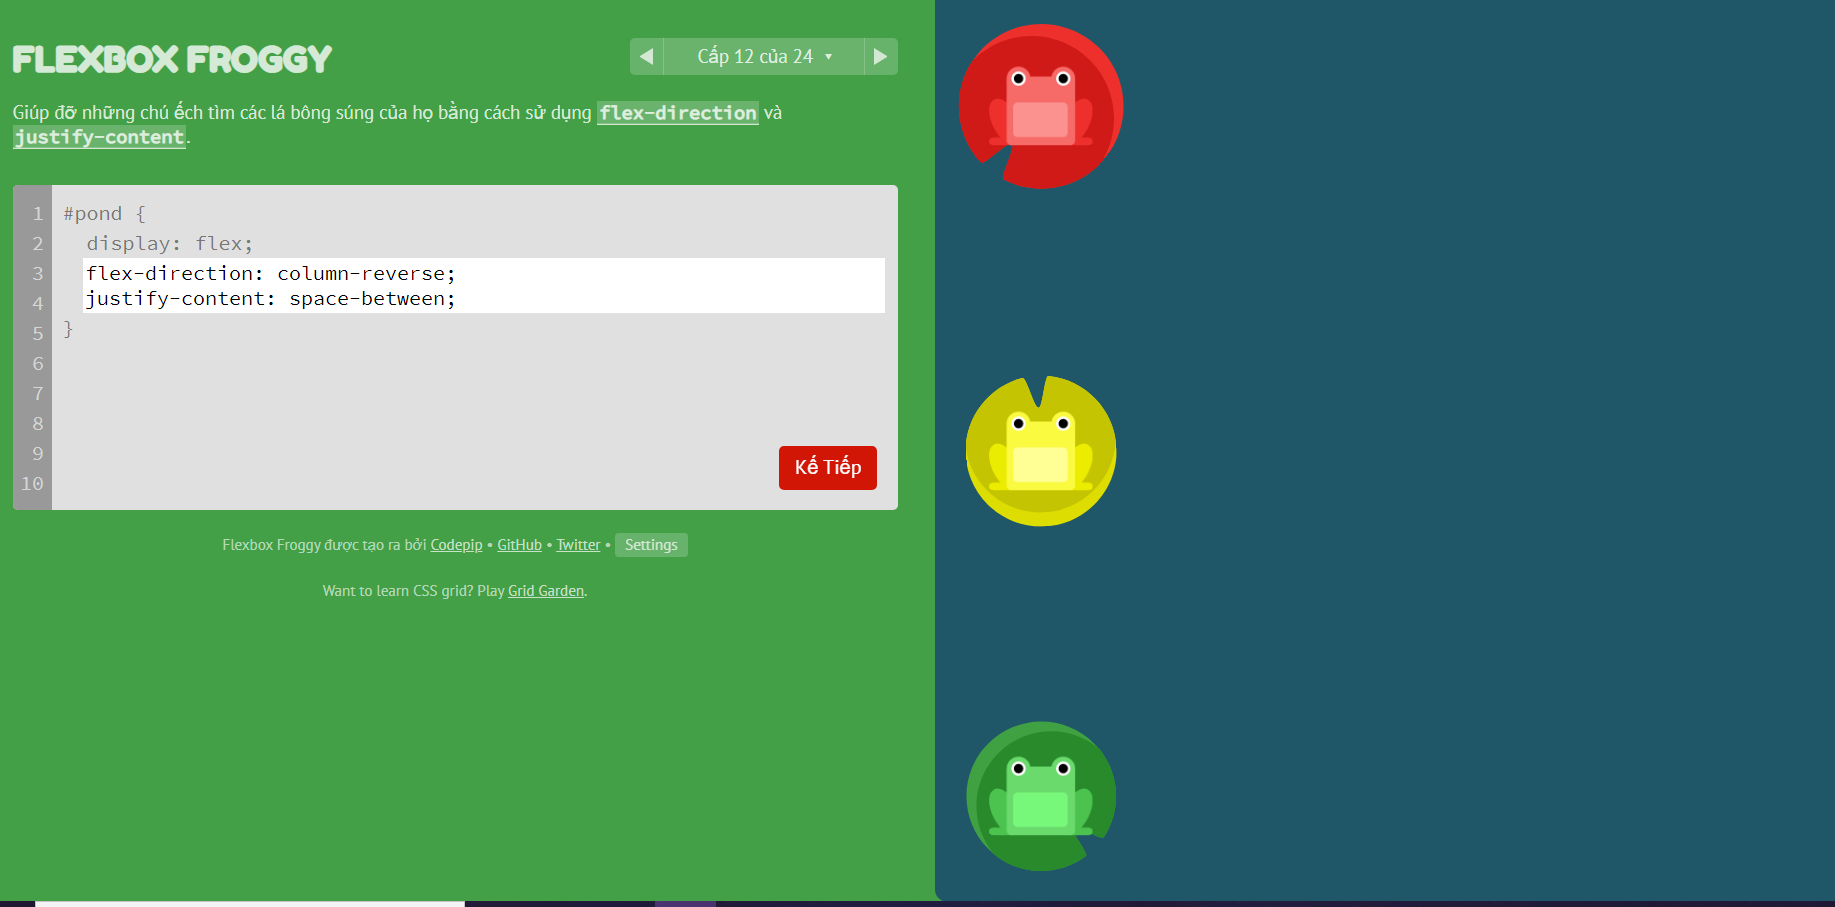 FLEXBOX FROGGY
Cấp 12 của 24
Giúp đỡ những chú ếch tìm các lá bông súng của họ bằng cách sử dụng flex-direction và
justify-content.
1 #pond {
2 display: flex;
3 flex-direction: column-reverse;
4 justify-content: space-between;
5 }
6
7
8
9
10
Kế Tiếp
Flexbox Froggy được tạo ra bởi Codepip • GitHub • Twitter • Settings
Want to learn CSS grid? Play Grid Garden.